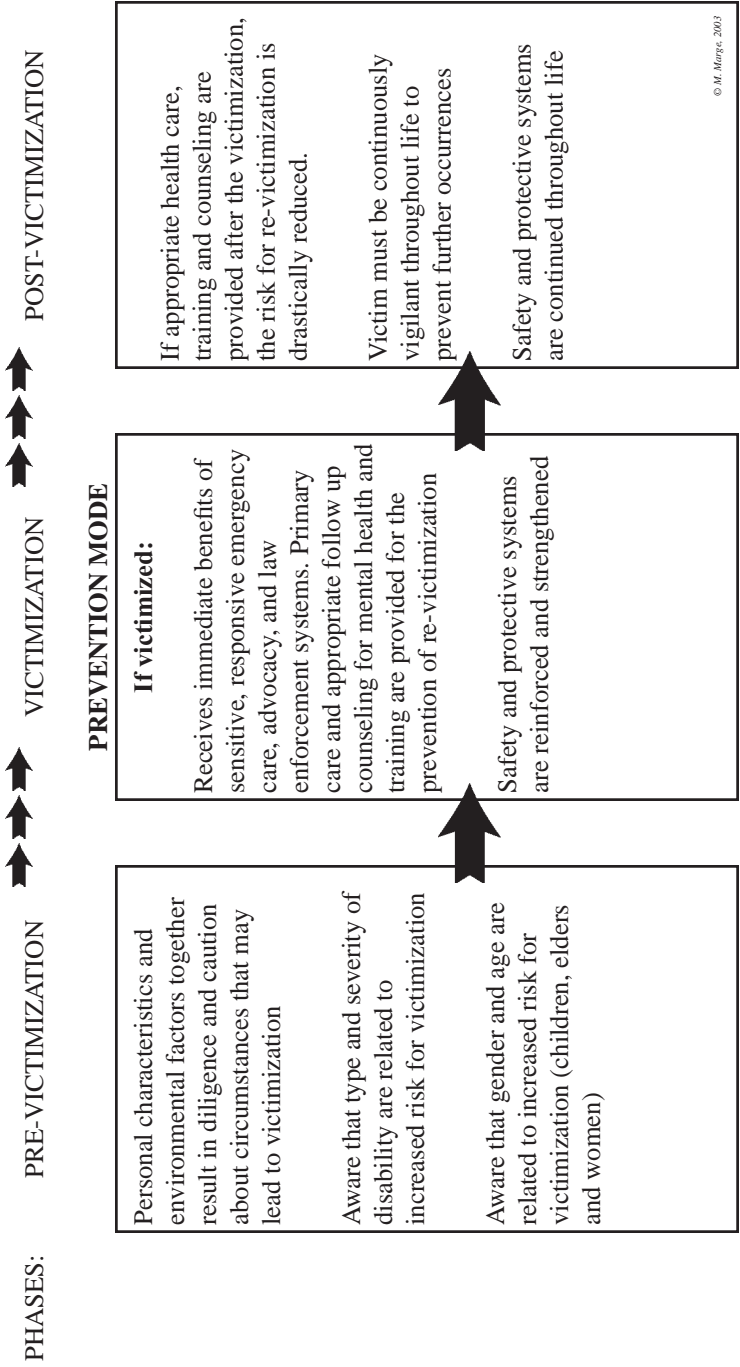 PHASES: PRE-VICTIMIZATION VICTIMIZATION POST-VICTIMIZATION
PREVENTION MODE
Personal characteristics and
environmental factors together
result in diligence and caution
about circumstances that may
lead to victimization
Aware that type and severity of
disability are related to
increased risk for victimization
Aware that gender and age are
related to increased risk for
victimization (children, elders
and women)
If victimized:
Receives immediate benefits of
sensitive, responsive emergency
care, advocacy, and law
enforcement systems. Primary
care and appropriate follow up
counseling for mental health and
training are provided for the
prevention of re-victimization
Safety and protective systems
are reinforced and strengthened
If appropriate health care,
training and counseling are
provided after the victimization,
the risk for re-victimization is
drastically reduced.
Victim must be continuously
vigilant throughout life to
prevent further occurrences
Safety and protective systems
are continued throughout life
© M. Marge, 2003